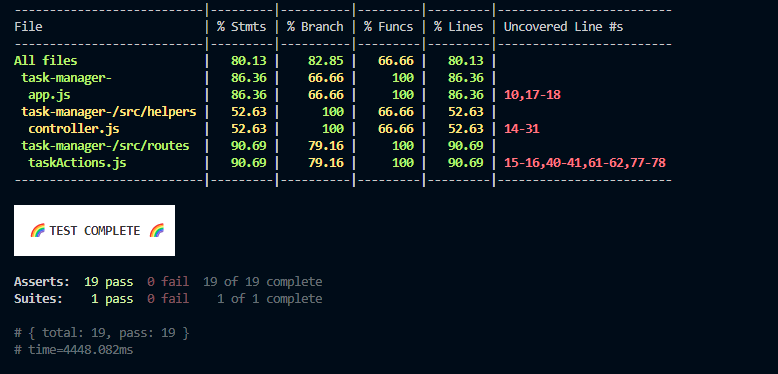 ---------------------------|---------|----------|---------|---------|-------------------------
File                       | % Stmts | % Branch | % Funcs | % Lines | Uncovered Line #s
---------------------------|---------|----------|---------|---------|-------------------------
All files                  |   80.13 |    82.85 |   66.66 |   80.13 |
 task-manager-             |   86.36 |    66.66 |     100 |   86.36 |
  app.js                   |   86.36 |    66.66 |     100 |   86.36 | 10,17-18
 task-manager-/src/helpers |   52.63 |      100 |   66.66 |   52.63 |
  controller.js            |   52.63 |      100 |   66.66 |   52.63 | 14-31
 task-manager-/src/routes  |   90.69 |    79.16 |     100 |   90.69 |
  taskActions.js           |   90.69 |    79.16 |     100 |   90.69 | 15-16,40-41,61-62,77-78
---------------------------|---------|----------|---------|---------|-------------------------
🌈 TEST COMPLETE 🌈
Asserts:  19 pass  0 fail  19 of 19 complete
Suites:    1 pass  0 fail    1 of 1 complete
# { total: 19, pass: 19 }
# time=4448.082ms